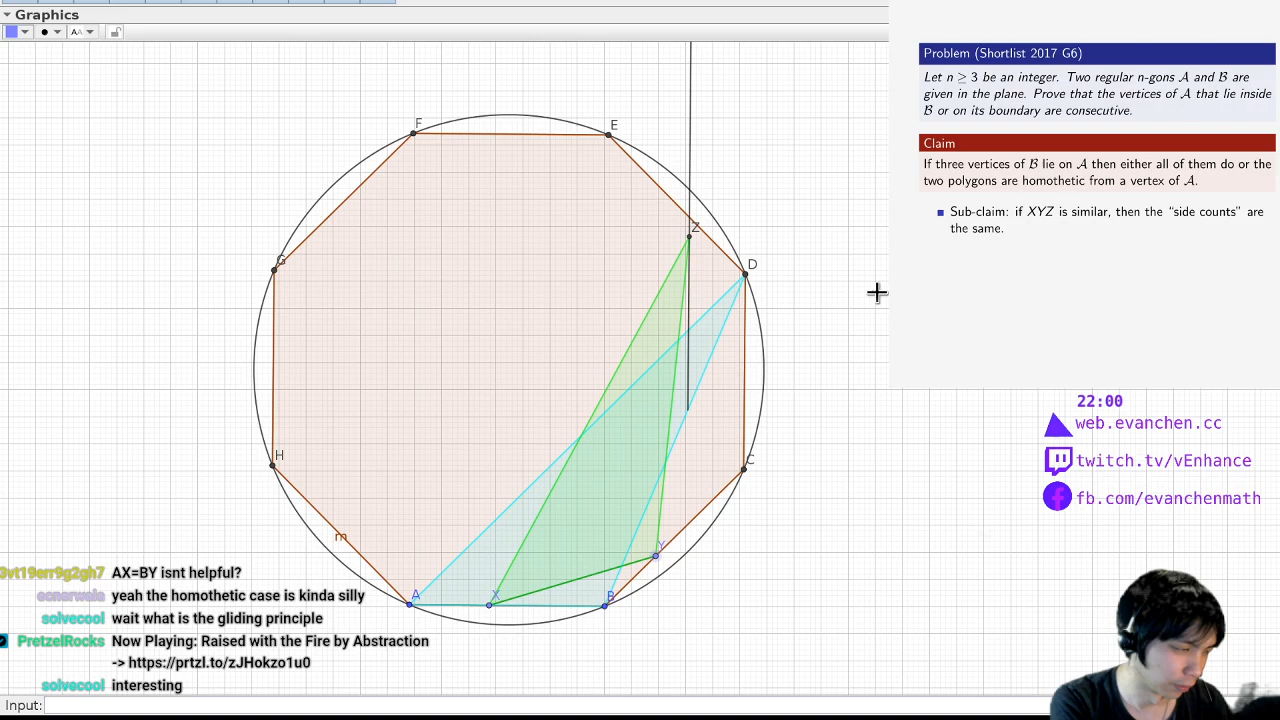 Graphics
AA
F
E
G
Z
D
H
C
m
Y
A
X
B
Problem (Shortlist 2017 G6)
Let n ≥ 3 be an integer. Two regular n-gons 𝒜 and ℬ are
given in the plane. Prove that the vertices of 𝒜 that lie inside
ℬ or on its boundary are consecutive.
Claim
If three vertices of ℬ lie on 𝒜 then either all of them do or the
two polygons are homothetic from a vertex of 𝒜.
Sub-claim: if XYZ is similar, then the “side counts” are
the same.
22:00
web.evanchen.cc
twitch.tv/vEnhance
fb.com/evanchenmath
3vt19err9g2gh7 AX=BY isnt helpful?
yeah the homothetic case is kinda silly
solvecool wait what is the gliding principle
PretzelRocks Now Playing: Raised with the Fire by Abstraction
-> https://prtzl.to/zJHokzo1u0
solvecool interesting
Input: